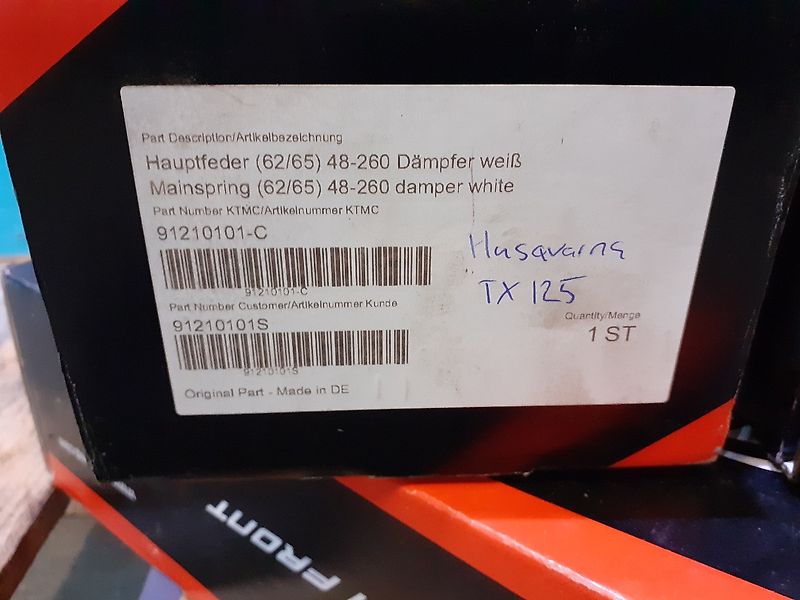 Part Description/Artikelbezeichnung
Hauptfeder (62/65) 48-260 Dämpfer weiß
Mainspring (62/65) 48-260 damper white
Part Number KTMC/Artikelnummer KTMC
91210101-C
91210101-C
Husqvarna
TX 125
Part Number Customer/Artikelnummer Kunde
91210101S
91210101S
Quantity/Menge
1 ST
Original Part - Made in DE
FRONT